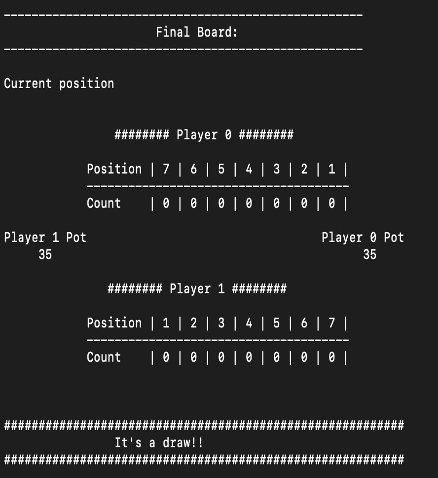 ----------------------------------------------------
Final Board:
----------------------------------------------------
Current position
######## Player 0 ########
Position | 7 | 6 | 5 | 4 | 3 | 2 | 1 |
--------------------------------------
Count | 0 | 0 | 0 | 0 | 0 | 0 | 0 |
Player 1 Pot Player 0 Pot
35 35
######## Player 1 ########
Position | 1 | 2 | 3 | 4 | 5 | 6 | 7 |
--------------------------------------
Count | 0 | 0 | 0 | 0 | 0 | 0 | 0 |
##########################################################
It's a draw!!
##########################################################